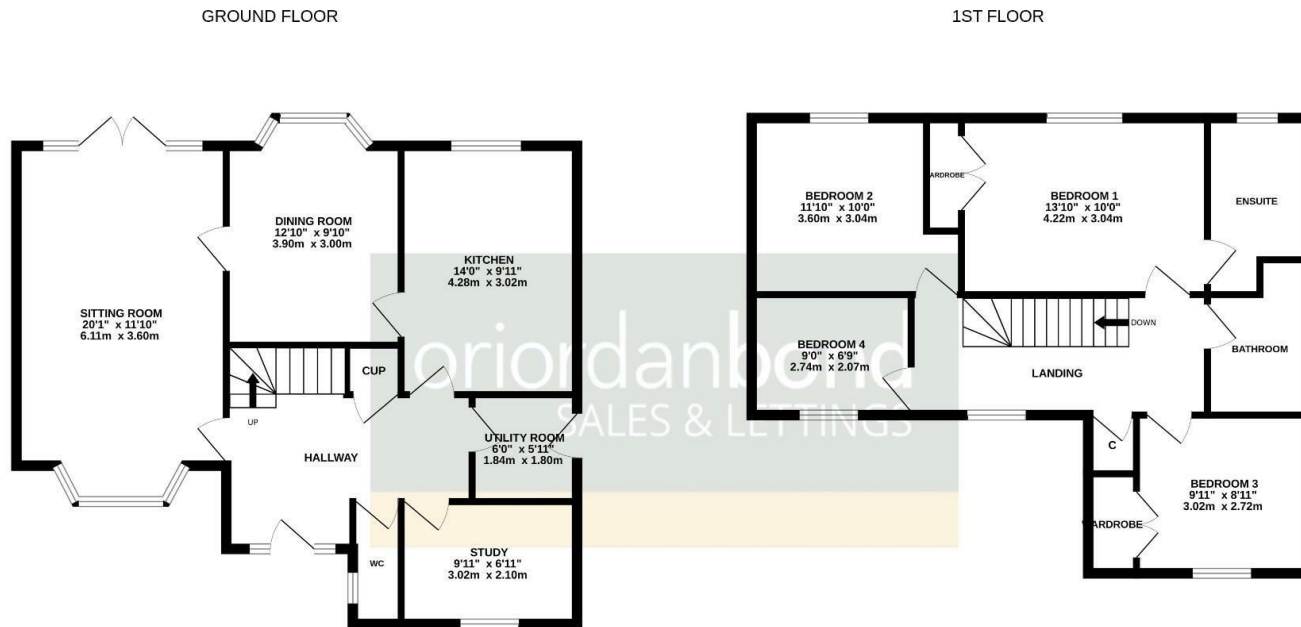 GROUND FLOOR
SITTING ROOM
20'1" x 11'10"
6.11m x 3.60m
DINING ROOM
12'10" x 9'10"
3.90m x 3.00m
KITCHEN
14'0" x 9'11"
4.28m x 3.02m
CUP
UP
HALLWAY
UTILITY ROOM
6'0" x 5'11"
1.84m x 1.80m
WC
STUDY
9'11" x 6'11"
3.02m x 2.10m
oriordanbond
SALES & LETTINGS
1ST FLOOR
BEDROOM 2
11'10" x 10'0"
3.60m x 3.04m
ARDROBE
BEDROOM 1
13'10" x 10'0"
4.22m x 3.04m
ENSUITE
BEDROOM 4
9'0" x 6'9"
2.74m x 2.07m
DOWN
LANDING
BATHROOM
C
WARDROBE
BEDROOM 3
9'11" x 8'11"
3.02m x 2.72m